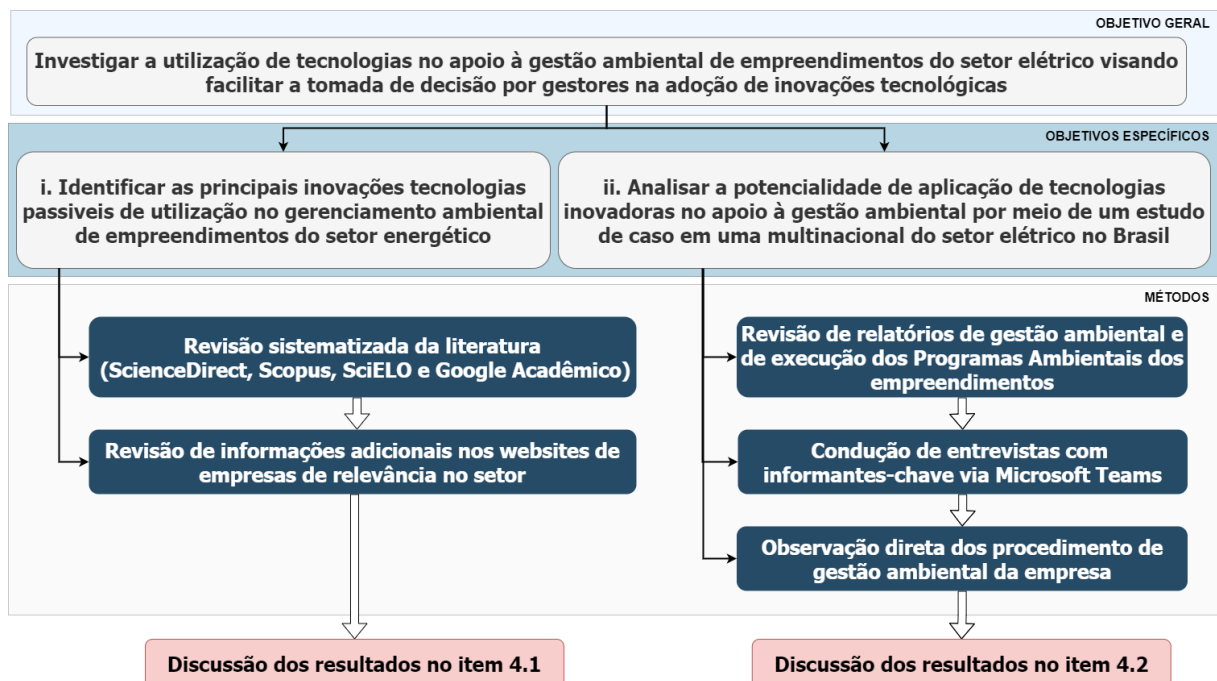 OBJETIVO GERAL
Investigar a utilização de tecnologias no apoio à gestão ambiental de empreendimentos do setor elétrico visando
facilitar a tomada de decisão por gestores na adoção de inovações tecnológicas
OBJETIVOS ESPECÍFICOS
i. Identificar as principais inovações tecnologias
passiveis de utilização no gerenciamento ambiental
de empreendimentos do setor energético
ii. Analisar a potencialidade de aplicação de tecnologias
inovadoras no apoio à gestão ambiental por meio de um estudo
de caso em uma multinacional do setor elétrico no Brasil
MÉTODOS
Revisão sistematizada da literatura
(ScienceDirect, Scopus, SciELO e Google Acadêmico)
Revisão de informações adicionais nos websites de
empresas de relevância no setor
Revisão de relatórios de gestão ambiental e
de execução dos Programas Ambientais dos
empreendimentos
Condução de entrevistas com
informantes-chave via Microsoft Teams
Observação direta dos procedimento de
gestão ambiental da empresa
Discussão dos resultados no item 4.1
Discussão dos resultados no item 4.2